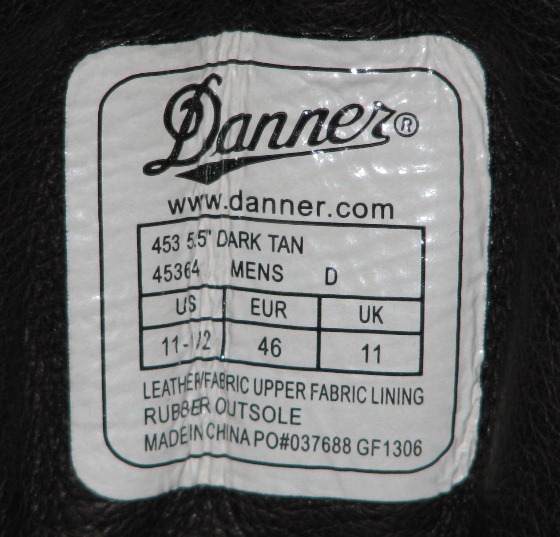 Danner®
www.danner.com
453 5.5" DARK TAN
45364 MENS D
US EUR UK
11-1/2 46 11
LEATHER/FABRIC UPPER FABRIC LINING
RUBBER OUTSOLE
MADE IN CHINA PO#037688 GF1306